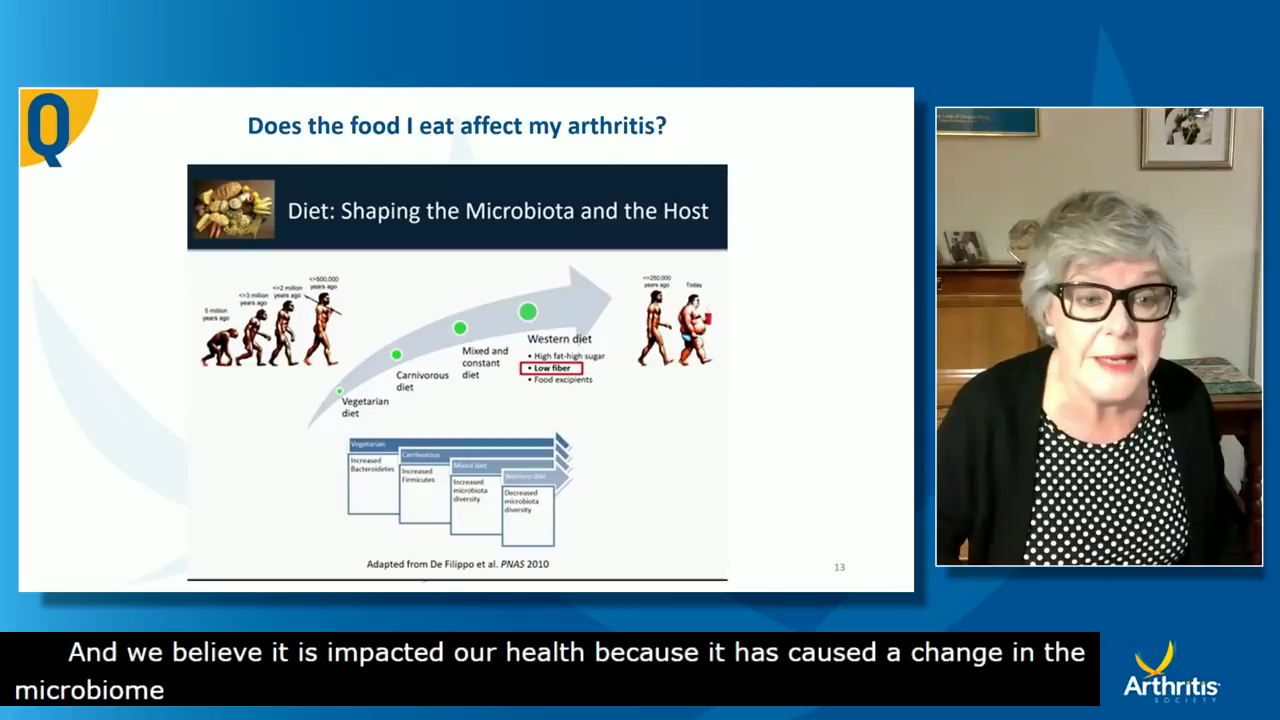 Q
Does the food I eat affect my arthritis?
Diet: Shaping the Microbiota and the Host
5 million
years ago
<=3 million
years ago
<=2 million
years ago
<=500,000
years ago
<=250,000
years ago
Today
Vegetarian
diet
Carnivorous
diet
Mixed and
constant
diet
Western diet
• High fat-high sugar
• Low fiber
• Food excipients
Vegetarian
Increased
Bacteroidetes
Carnivorous
Increased
Firmicutes
Mixed diet
Increased
microbiota
diversity
Western diet
Decreased
microbiota
diversity
Adapted from De Filippo et al. PNAS 2010
13
And we believe it is impacted our health because it has caused a change in the
microbiome
Arthritis
SOCIETY